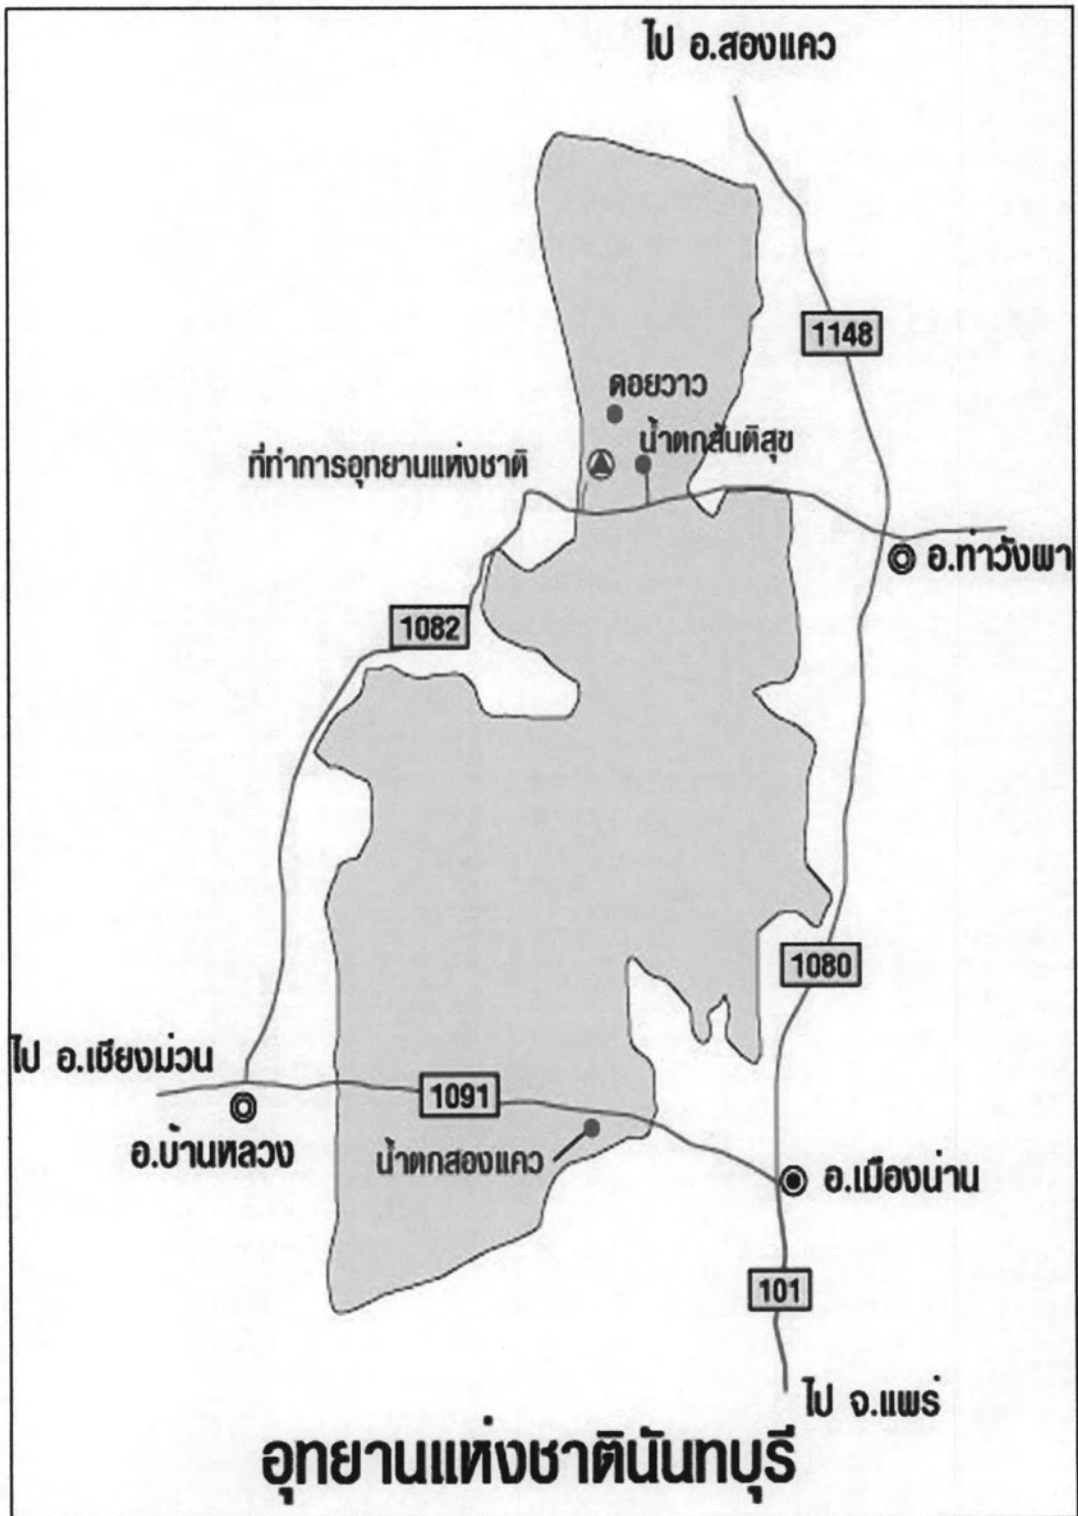 ไป อ.สองแคว
1148
ดอยวาว
น้ำตกสันติสุข
ที่ทำการอุทยานแห่งชาติ
อ.ท่าวังผา
1082
1080
ไป อ.เชียงม่วน
1091
อ.บ้านหลวง
น้ำตกสองแคว
อ.เมืองน่าน
101
ไป จ.แพร่
อุทยานแห่งชาตินันทบุรี